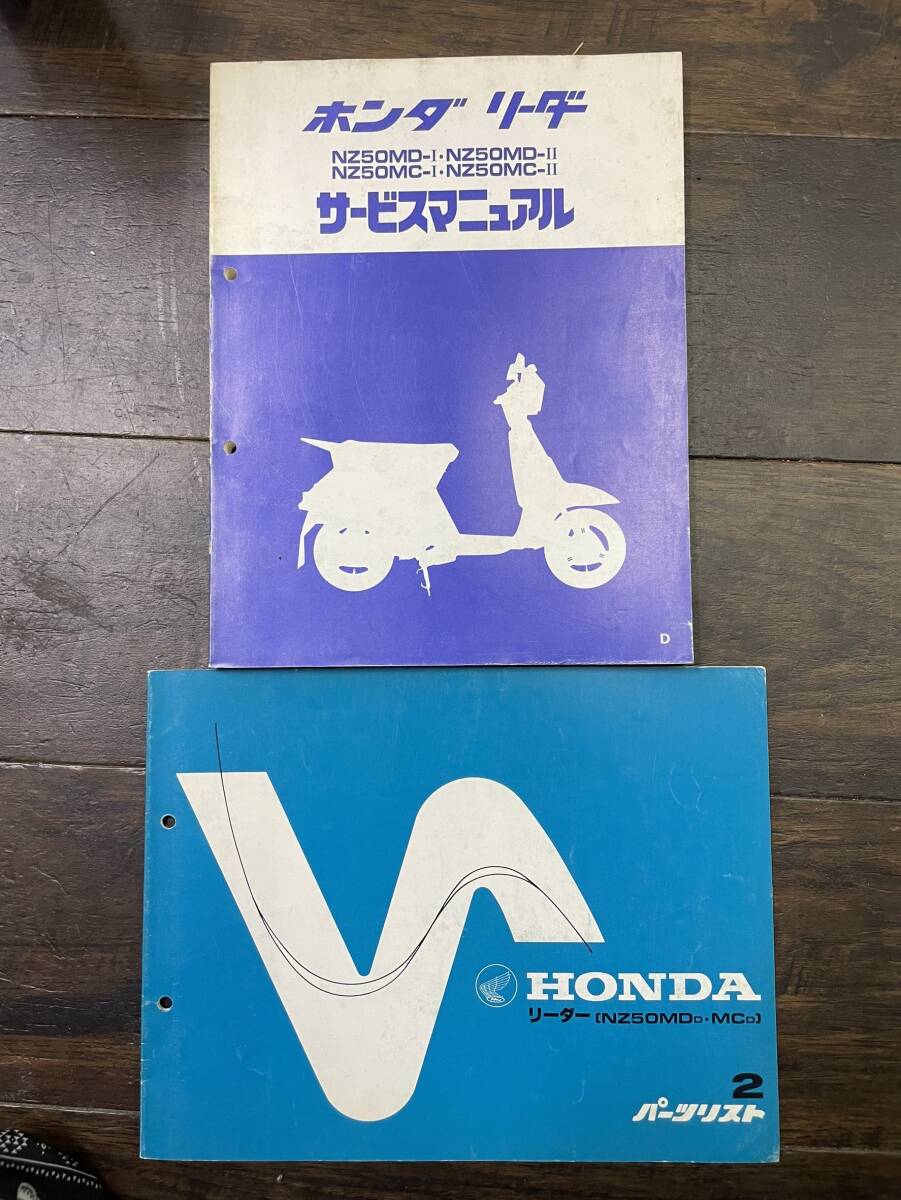 ホンダ リーダー
NZ50MD-I・NZ50MD-II
NZ50MC-I・NZ50MC-II
サービスマニュアル
D
HONDA
リーダー(NZ50MDD・MCD)
2
パーツリスト